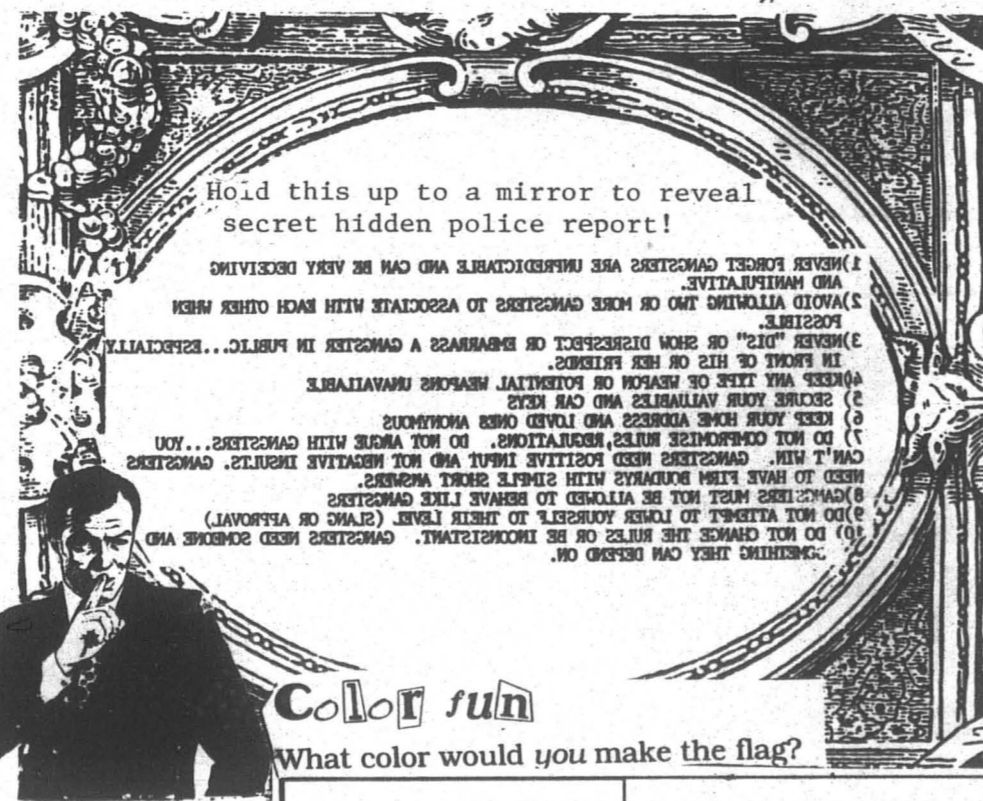 Hold this up to a mirror to reveal
secret hidden police report!
1)NEVER FORGET GANGSTERS ARE UNPREDICTABLE AND CAN BE VERY DECEIVING
AND MANIPULATIVE.
2)AVOID ALLOWING TWO OR MORE GANGSTERS TO ASSOCIATE WITH EACH OTHER WHEN
POSSIBLE.
3)NEVER "DIS" OR SHOW DISRESPECT OR EMBARRASS A GANGSTER IN PUBLIC...ESPECIALLY
IN FRONT OF HIS OR HER FRIENDS.
4)KEEP ANY TYPE OF WEAPON OR POTENTIAL WEAPONS UNAVAILABLE
5) SECURE YOUR VALUABLES AND CAR KEYS
6) KEEP YOUR HOME ADDRESS AND LOVED ONES ANONYMOUS
7) DO NOT COMPROMISE RULES,REGULATIONS. DO NOT ARGUE WITH GANGSTERS...YOU
CAN'T WIN. GANGSTERS NEED POSITIVE INPUT AND NOT NEGATIVE INSULTS. GANGSTERS
NEED TO HAVE FIRM BOUDARYS WITH SIMPLE SHORT ANSWERS.
8)GANGSTERS MUST NOT BE ALLOWED TO BEHAVE LIKE GANGSTERS
9)DO NOT ATTEMPT TO LOWER YOURSELF TO THEIR LEVEL (SLANG OR APPROVAL)
10) DO NOT CHANGE THE RULES OR BE INCONSISTANT. GANGSTERS NEED SOMEONE AND
SOMETHING THEY CAN DEPEND ON.
Color fun
What color would you make the flag?